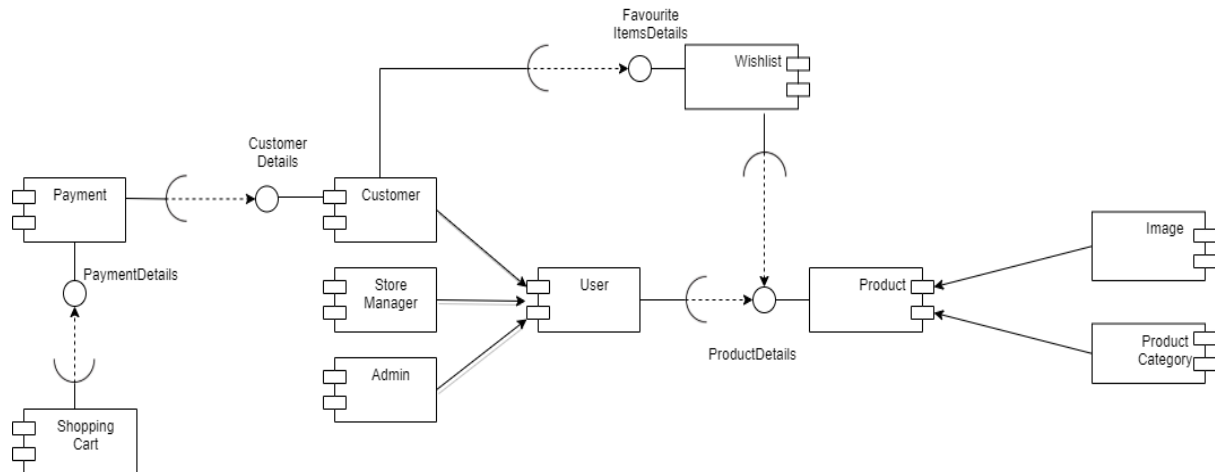 Favourite
ItemsDetails
Wishlist
Customer
Details
Payment
Customer
Image
PaymentDetails
Store
Manager
User
Product
ProductDetails
Product
Category
Admin
Shopping
Cart